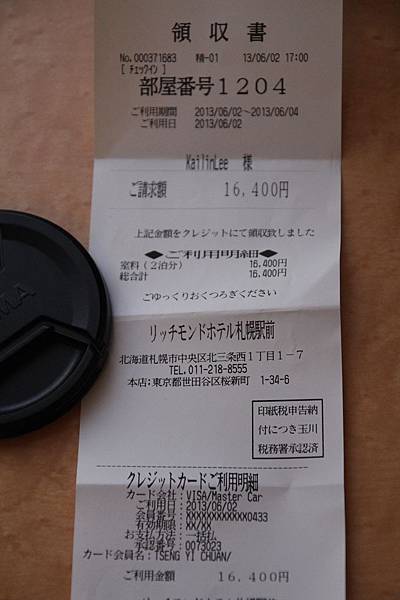 領収書
No.000371683 精-01 13/06/02 17:00
[ﾁｪｯｸｲﾝ]
部屋番号1204
ご利用期間 2013/06/02～2013/06/04
ご利用日 2013/06/02
KailinLee 様
ご請求額 16,400円
上記金額をクレジットにて領収致しました
◆ご利用明細◆
室料(2泊分) 16,400円
総合計 16,400円
ごゆっくりおくつろぎください
リッチモンドホテル札幌駅前
北海道札幌市中央区北三条西1丁目1-7
TEL.011-218-8555
本店;東京都世田谷区桜新町 1-34-6
印紙税申告納
付につき玉川
税務署承認済
クレジットカードご利用明細
カード会社：VISA/Master Car
ご利用日：2013/06/02
会員番号：XXXXXXXXXXXX0433
有効期限：XX/XX
お支払方法：一括払
承認番号：0073023
カード会員名：TSENG YI CHUAN/
ご利用金額 16,400円